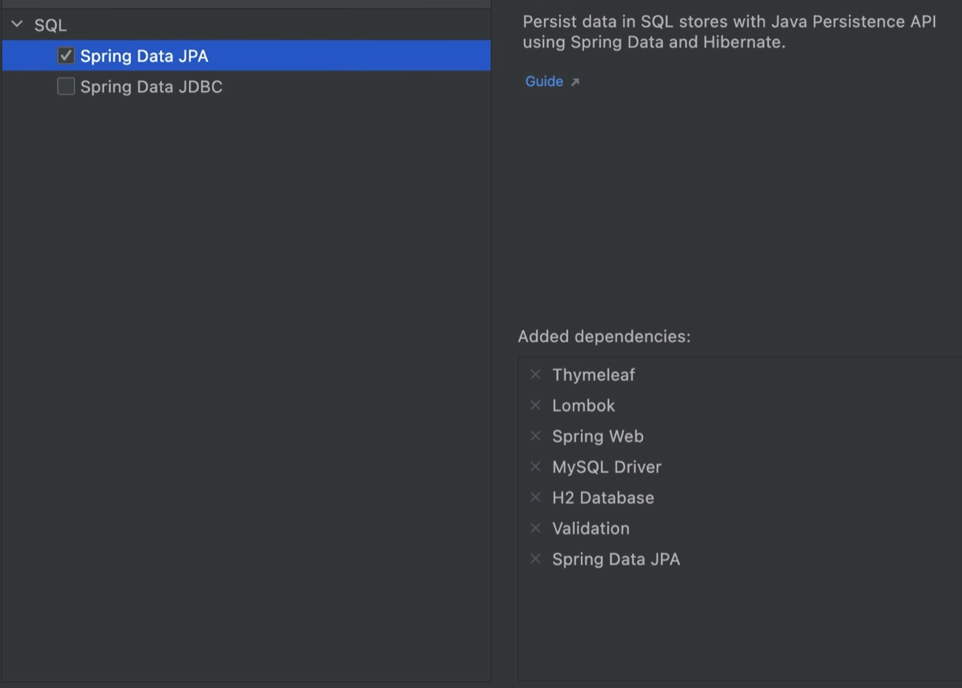 SQL
Spring Data JPA
Spring Data JDBC
Persist data in SQL stores with Java Persistence API
using Spring Data and Hibernate.
Guide ↗
Added dependencies:
× Thymeleaf
× Lombok
× Spring Web
× MySQL Driver
× H2 Database
× Validation
× Spring Data JPA